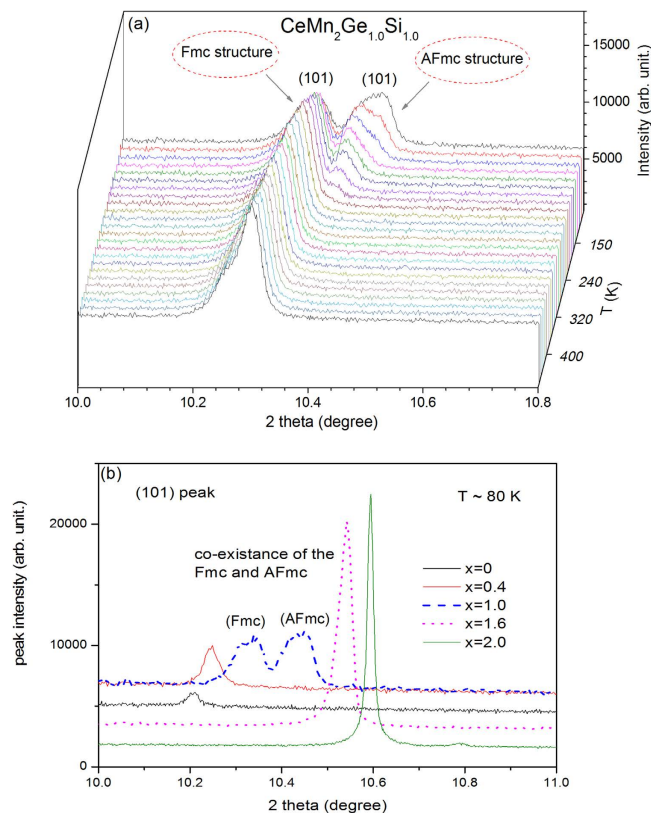 (a)
CeMn₂Ge₁.₀Si₁.₀
Fmc structure
(101)
(101)
AFmc structure
15000
10000
5000
Intensity (arb. unit.)
150
240
320
400
T (K)
10.0 10.2 10.4 10.6 10.8
2 theta (degree)
(b)
(101) peak
T ~ 80 K
co-existance of the
Fmc and AFmc
(Fmc)
(AFmc)
x=0
x=0.4
x=1.0
x=1.6
x=2.0
20000
10000
0
peak intensity (arb. unit.)
10.0 10.2 10.4 10.6 10.8 11.0
2 theta (degree)